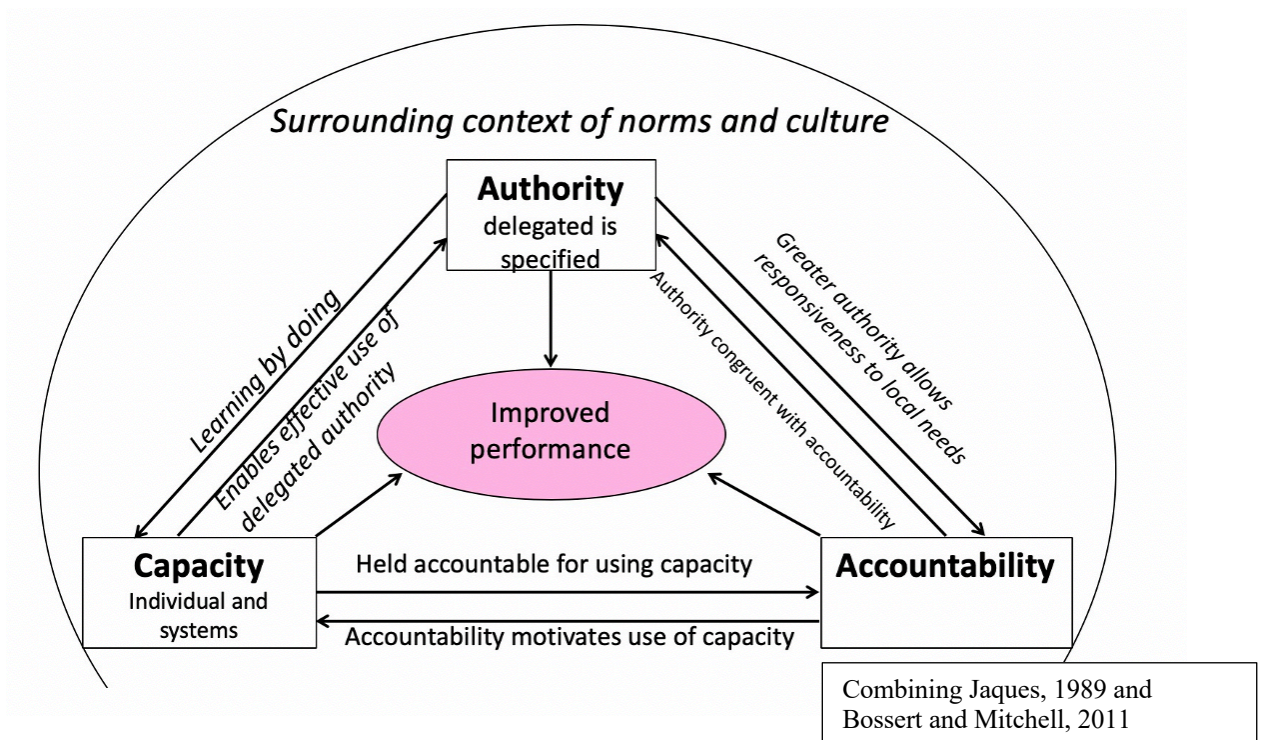 Surrounding context of norms and culture
Authority
delegated is
specified
Learning by doing
Enables effective use of
delegated authority
Greater authority allows
responsiveness to local needs
Authority congruent with accountability
Improved
performance
Capacity
Individual and
systems
Held accountable for using capacity
Accountability motivates use of capacity
Accountability
Combining Jaques, 1989 and
Bossert and Mitchell, 2011